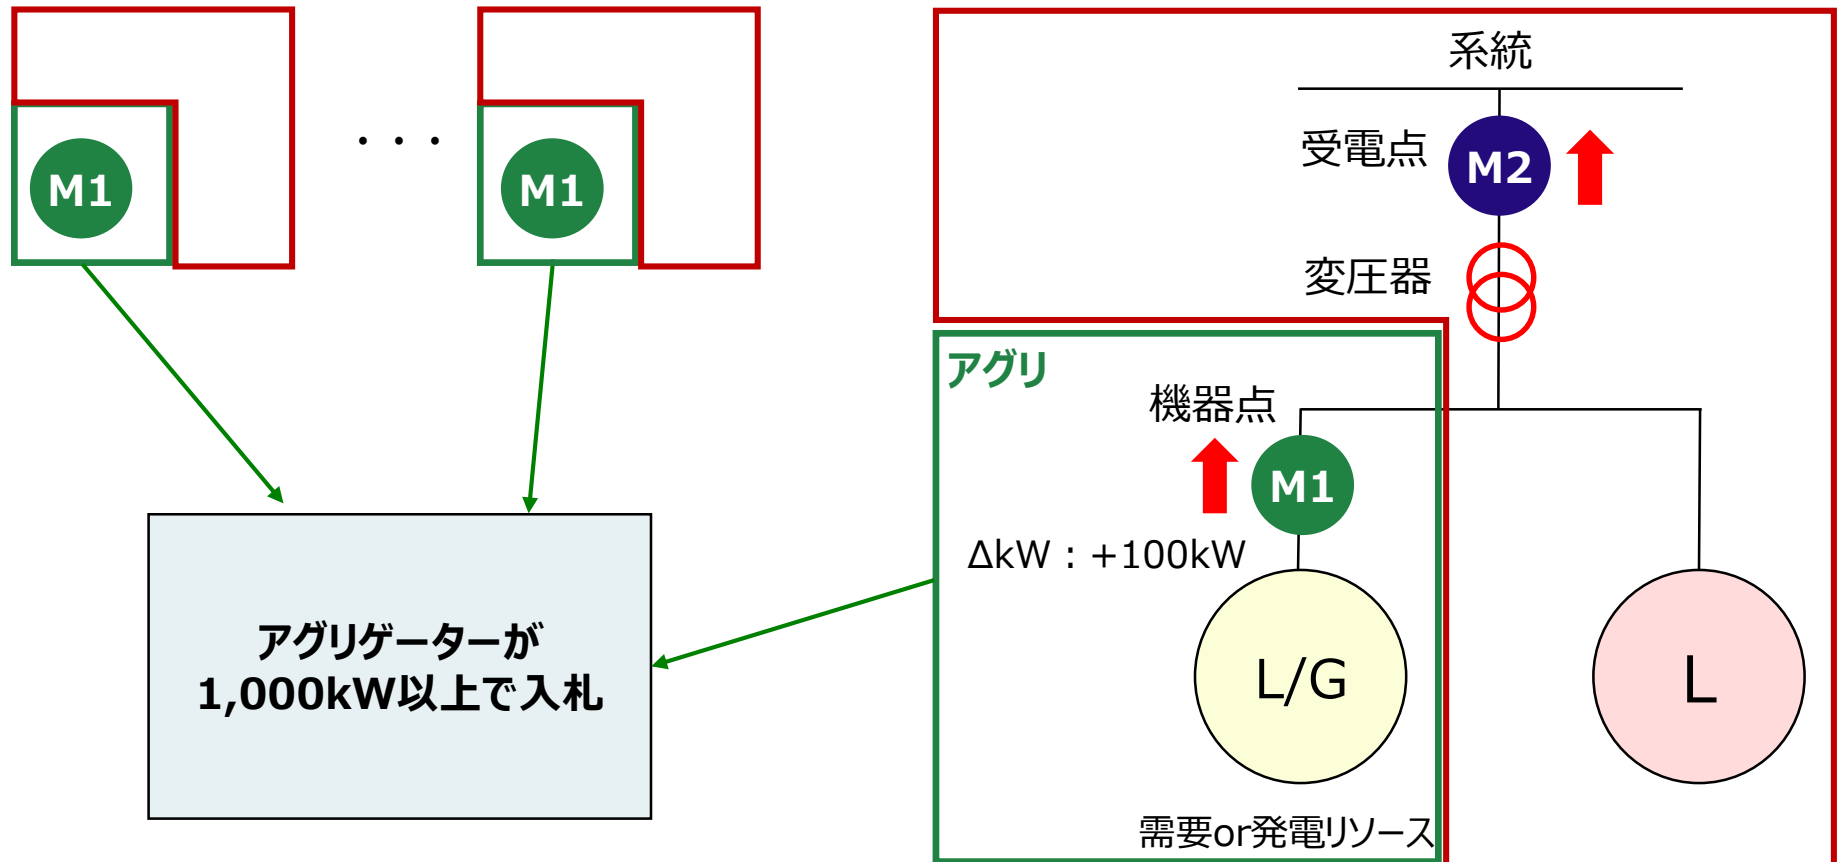 M1
・・・
M1
系統
受電点
M2
変圧器
アグリ
機器点
M1
ΔkW：+100kW
アグリゲーターが
1,000kW以上で入札
L/G
L
需要or発電リソース